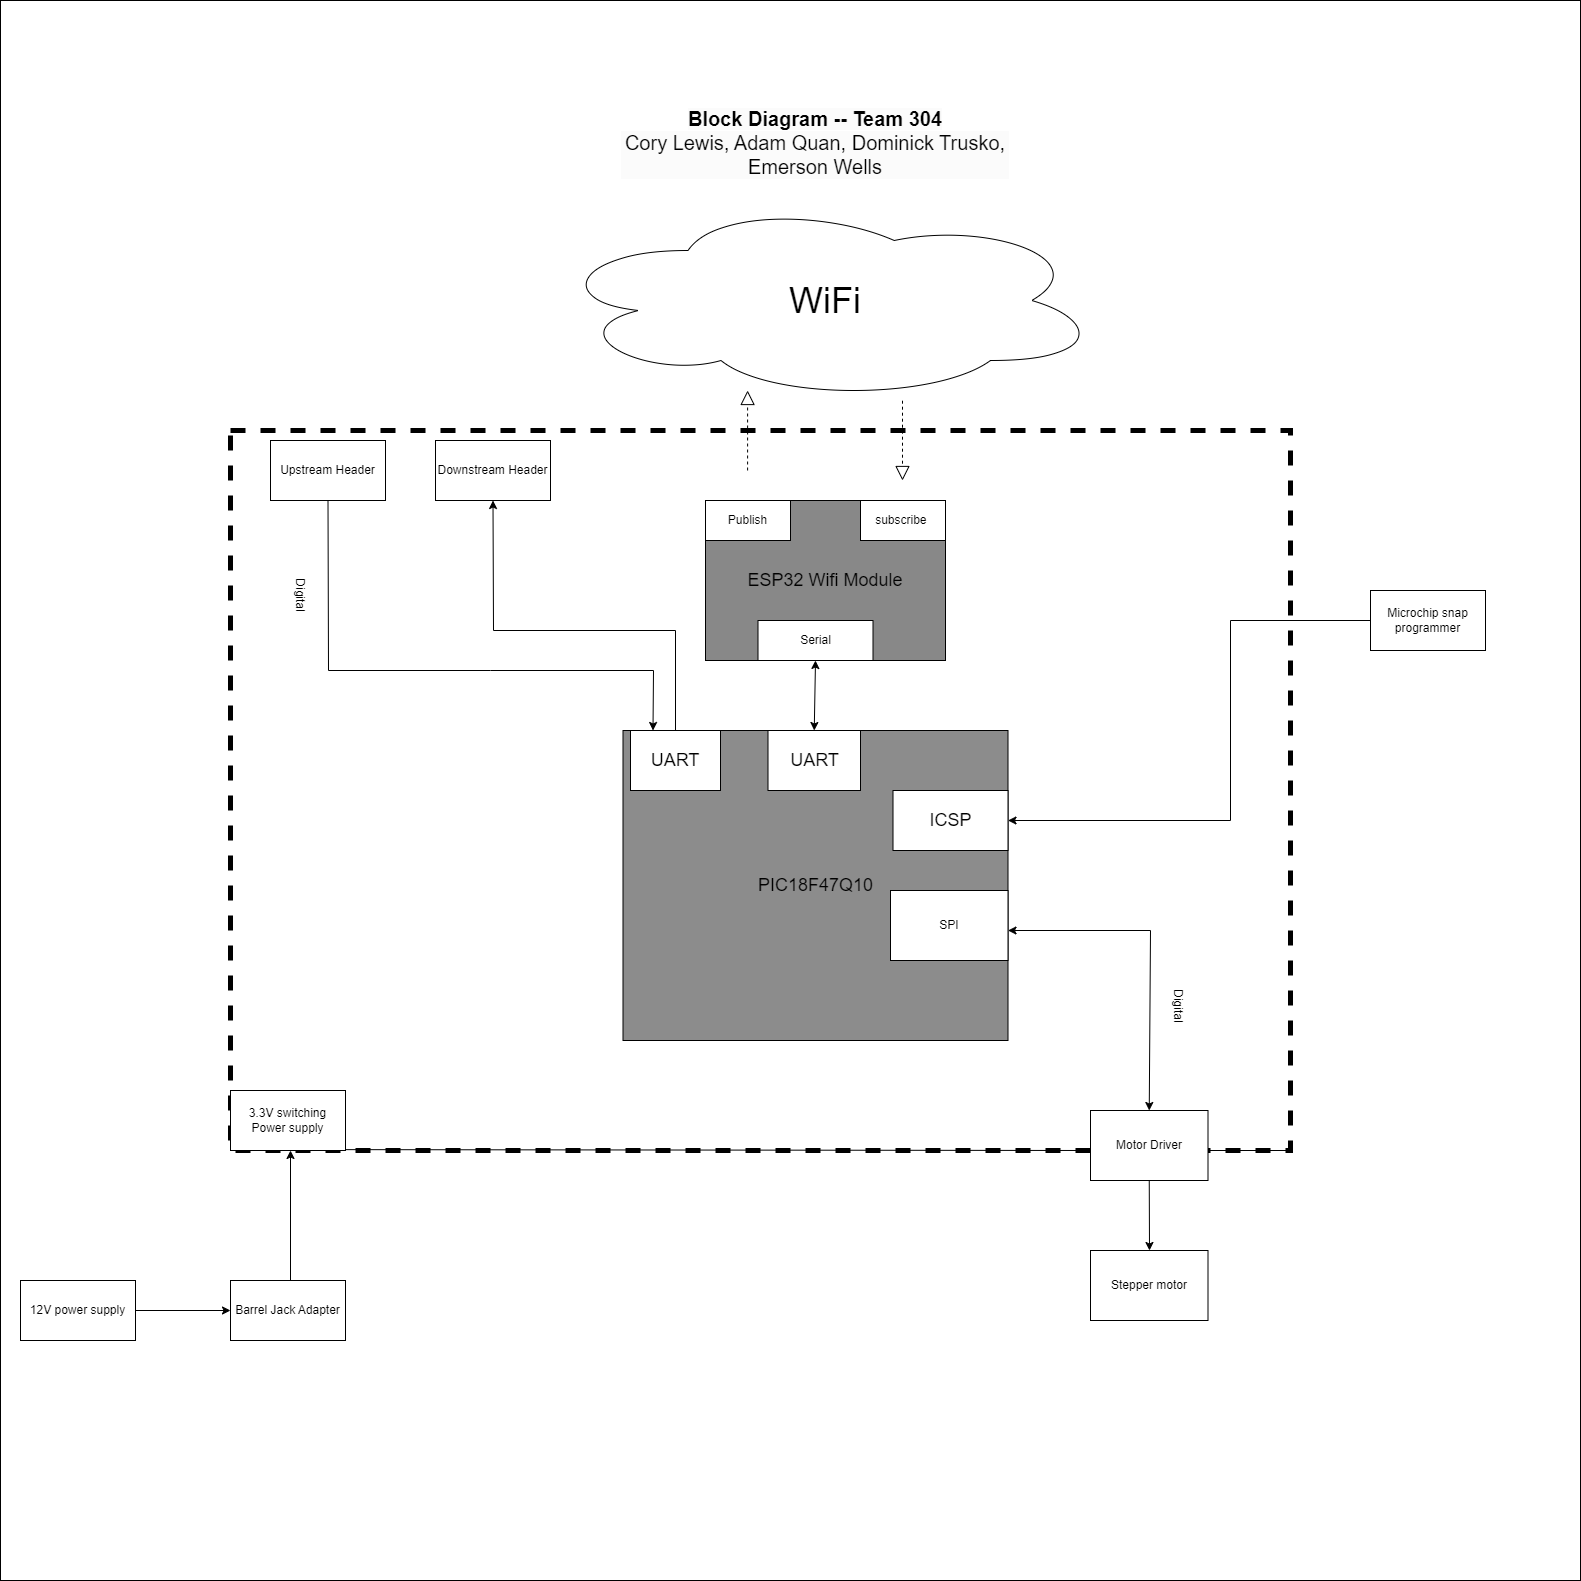 Block Diagram -- Team 304
Cory Lewis, Adam Quan, Dominick Trusko,
Emerson Wells
WiFi
Upstream Header
Downstream Header
Publish
subscribe
ESP32 Wifi Module
Digital
Serial
Microchip snap
programmer
UART
UART
ICSP
PIC18F47Q10
SPI
Digital
3.3V switching
Power supply
Motor Driver
Stepper motor
12V power supply
Barrel Jack Adapter